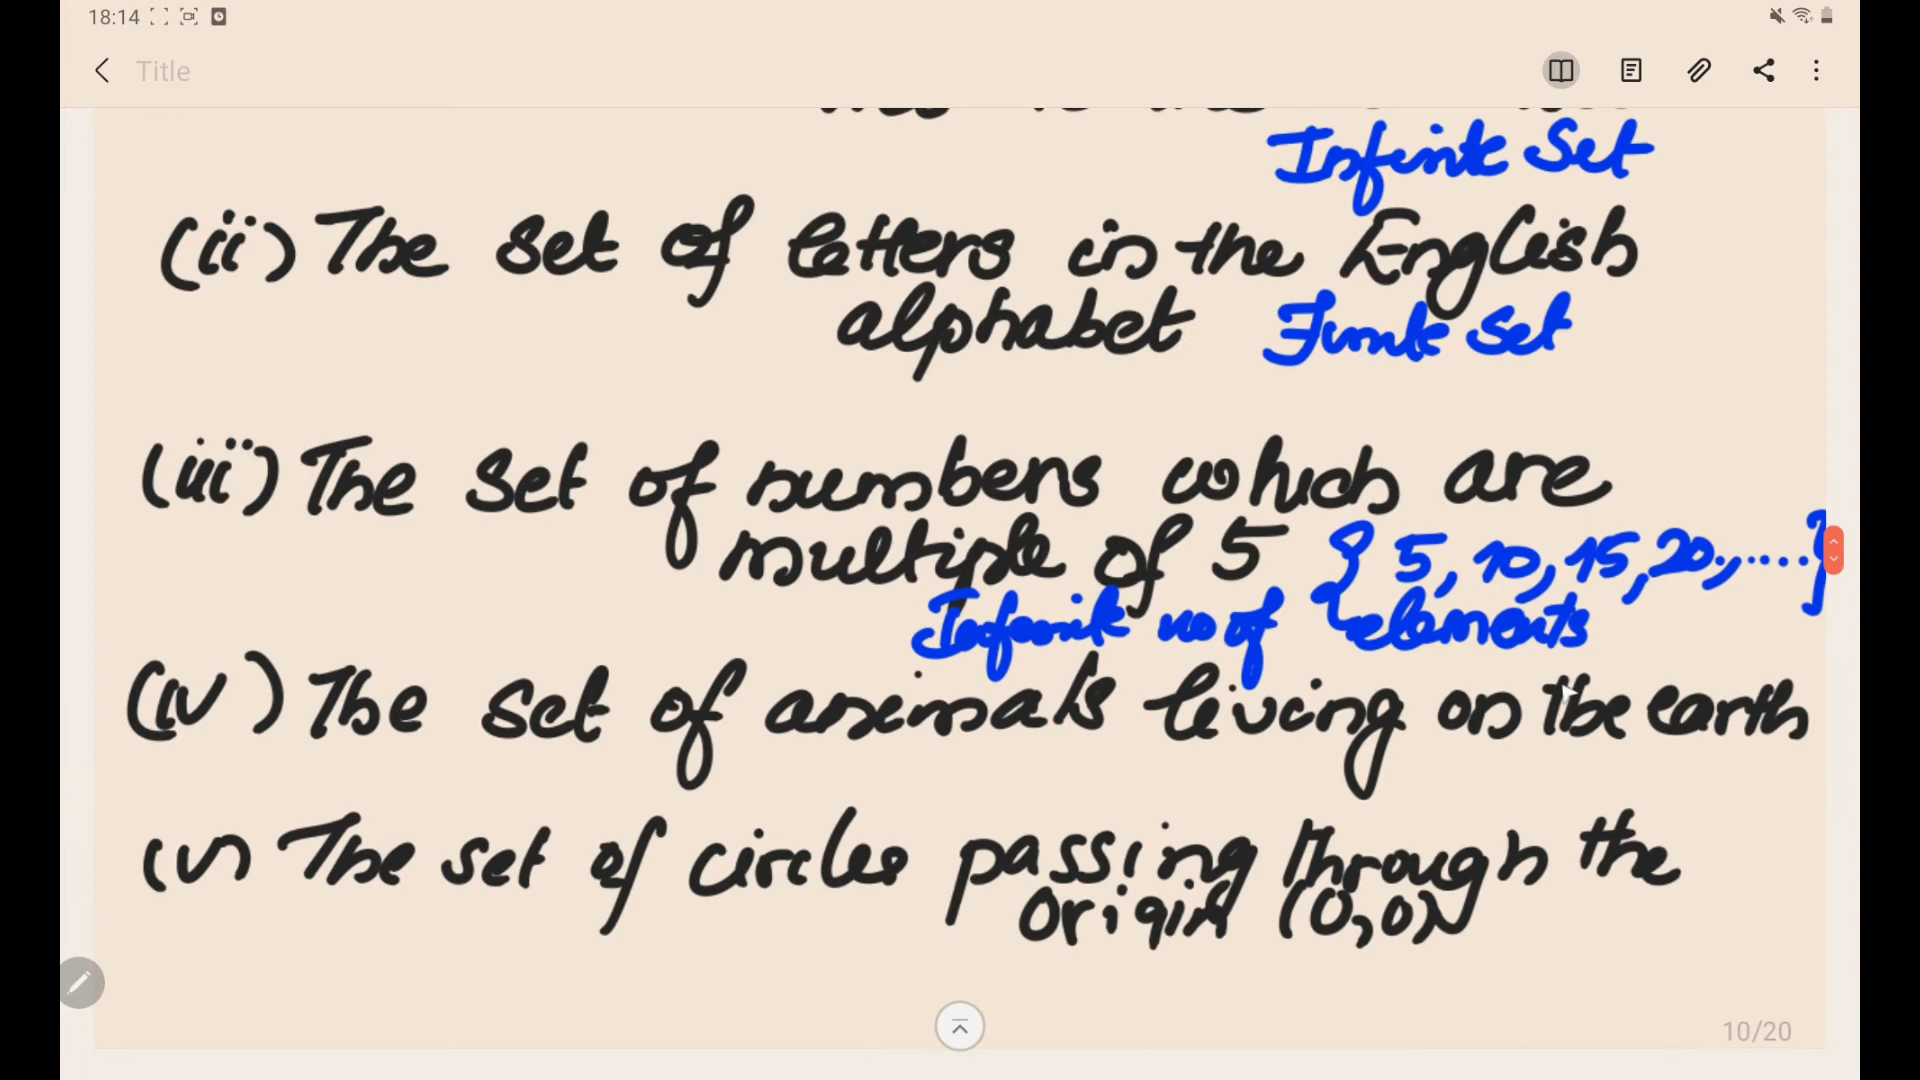 18:14
Title
Infinite Set
(ii) The set of letters in the English
alphabet Finite Set
(iii) The set of numbers which are
multiple of 5 { 5, 10, 15, 20, ..... }
Infinite no of elements
(iv) The set of animals living on the earth
(v) The set of circles passing through the
origin (0,0)
10/20